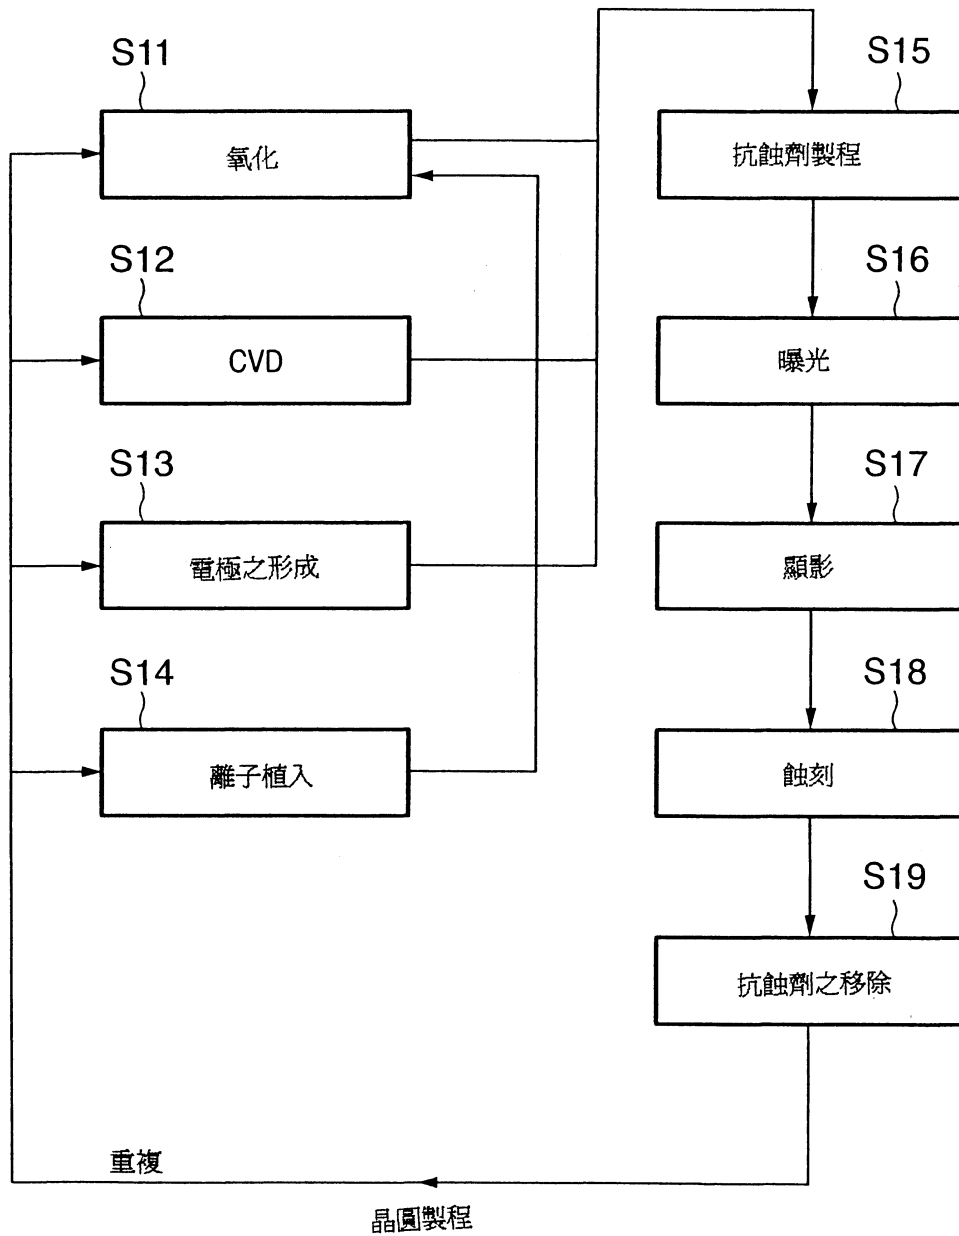 S11
氧化
S12
CVD
S13
電極之形成
S14
離子植入
S15
抗蝕劑製程
S16
曝光
S17
顯影
S18
蝕刻
S19
抗蝕劑之移除
重複
晶圓製程